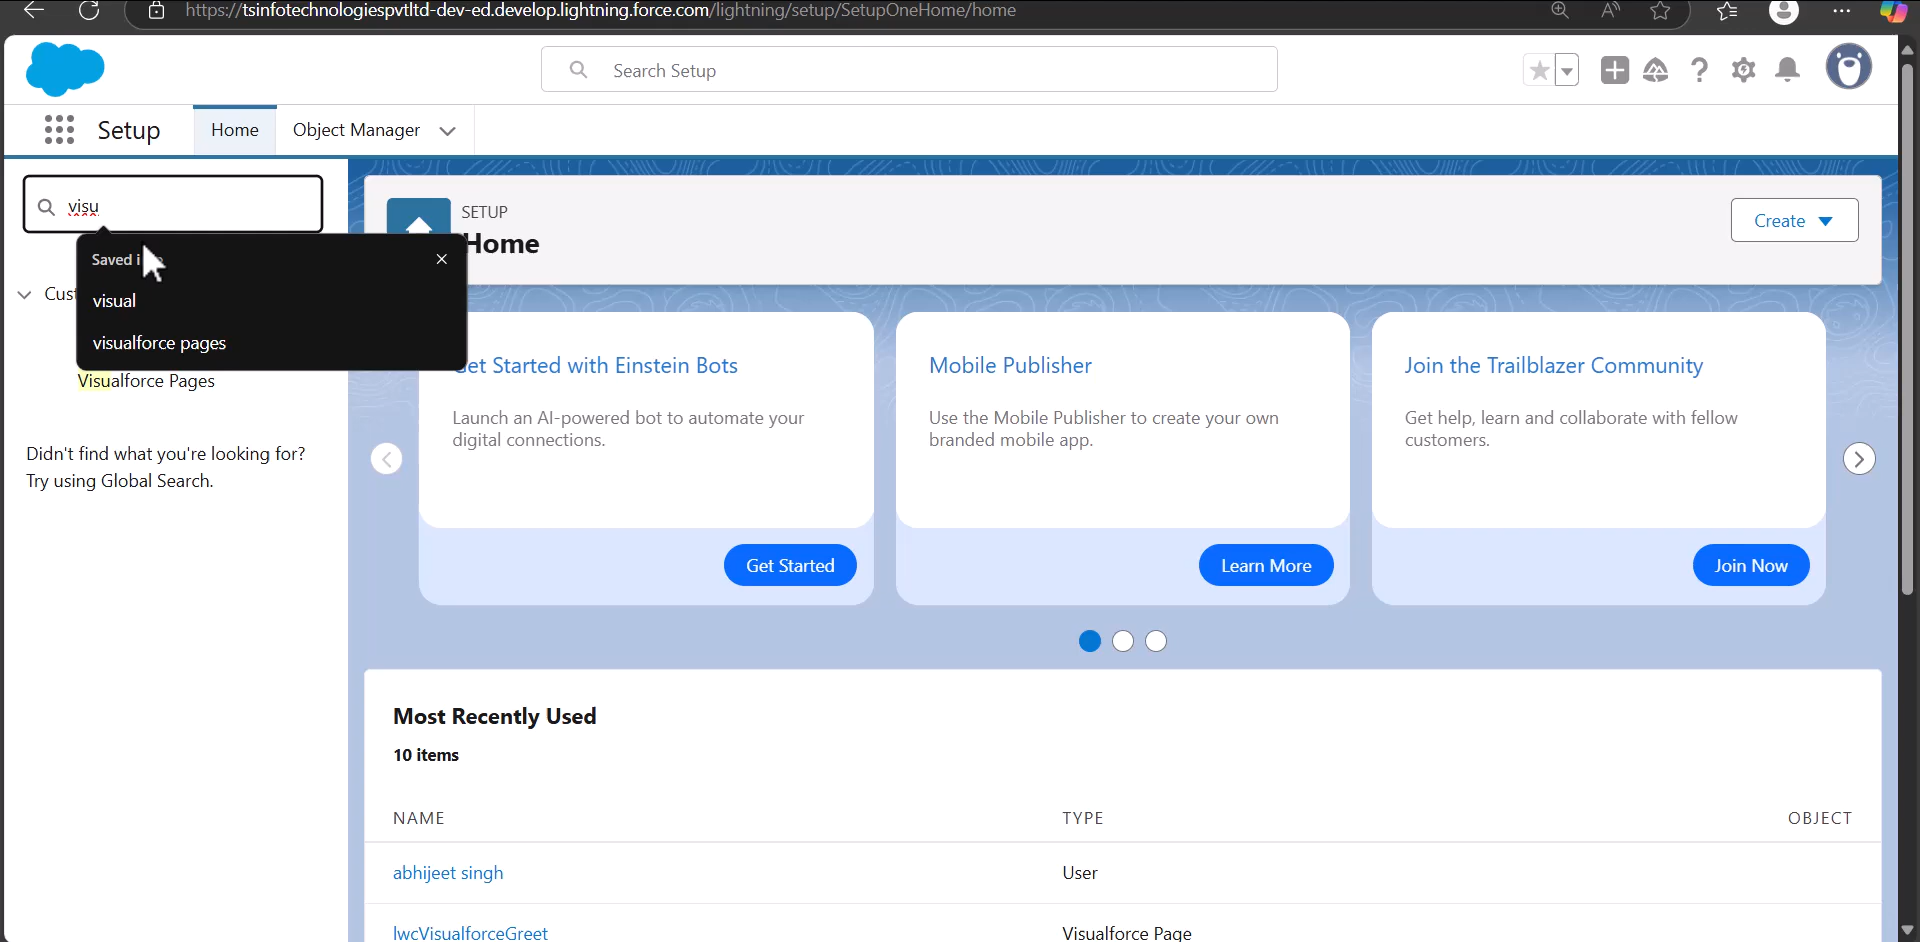 https://tsinfotechnologiespvtltd-dev-ed.develop.lightning.force.com/lightning/setup/SetupOneHome/home
Search Setup
Setup
Home
Object Manager
visu
SETUP
Home
Create
Saved
visual
visualforce pages
Visualforce Pages
Didn't find what you're looking for?
Try using Global Search.
Get Started with Einstein Bots
Launch an AI-powered bot to automate your
digital connections.
Get Started
Mobile Publisher
Use the Mobile Publisher to create your own
branded mobile app.
Learn More
Join the Trailblazer Community
Get help, learn and collaborate with fellow
customers.
Join Now
Most Recently Used
10 items
NAME TYPE OBJECT
abhijeet singh User
lwcVisualforceGreet Visualforce Page